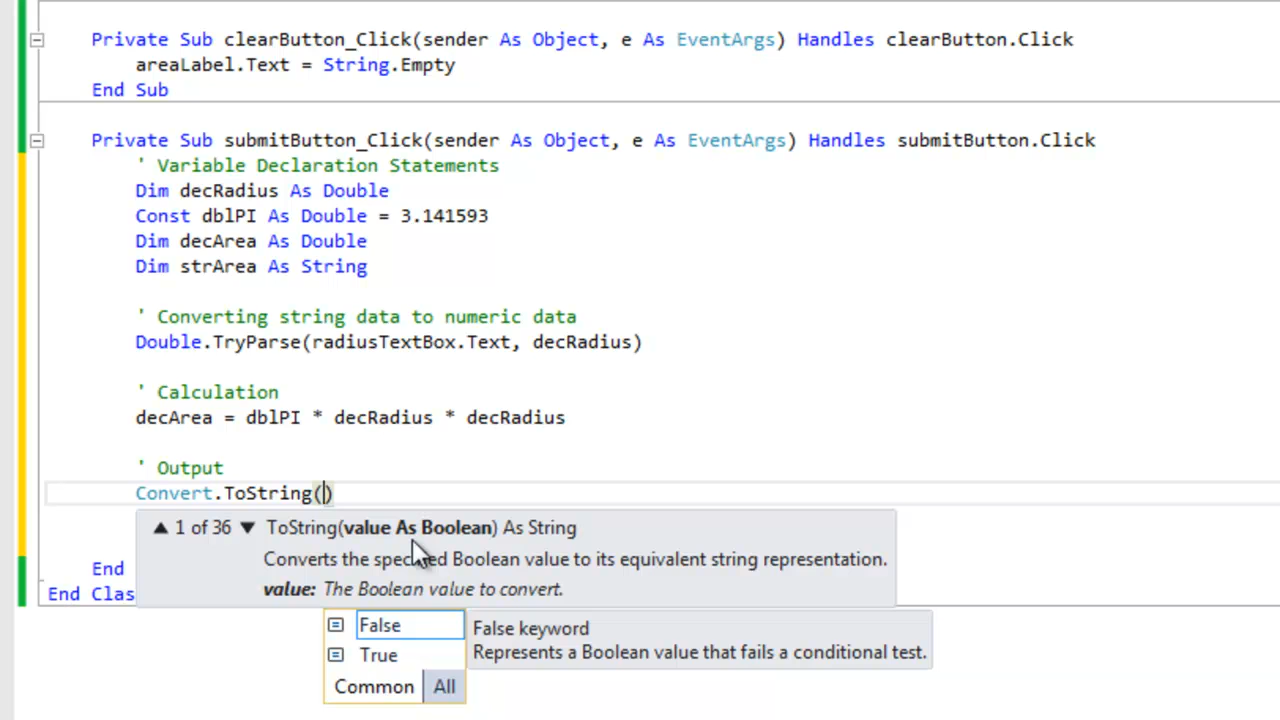 Private Sub clearButton_Click(sender As Object, e As EventArgs) Handles clearButton.Click
areaLabel.Text = String.Empty
End Sub
Private Sub submitButton_Click(sender As Object, e As EventArgs) Handles submitButton.Click
' Variable Declaration Statements
Dim decRadius As Double
Const dblPI As Double = 3.141593
Dim decArea As Double
Dim strArea As String
' Converting string data to numeric data
Double.TryParse(radiusTextBox.Text, decRadius)
' Calculation
decArea = dblPI * decRadius * decRadius
' Output
Convert.ToString()
▲ 1 of 36 ▼ ToString(value As Boolean) As String
Converts the specified Boolean value to its equivalent string representation.
value: The Boolean value to convert.
End
End Clas
False
True
Common All
False keyword
Represents a Boolean value that fails a conditional test.